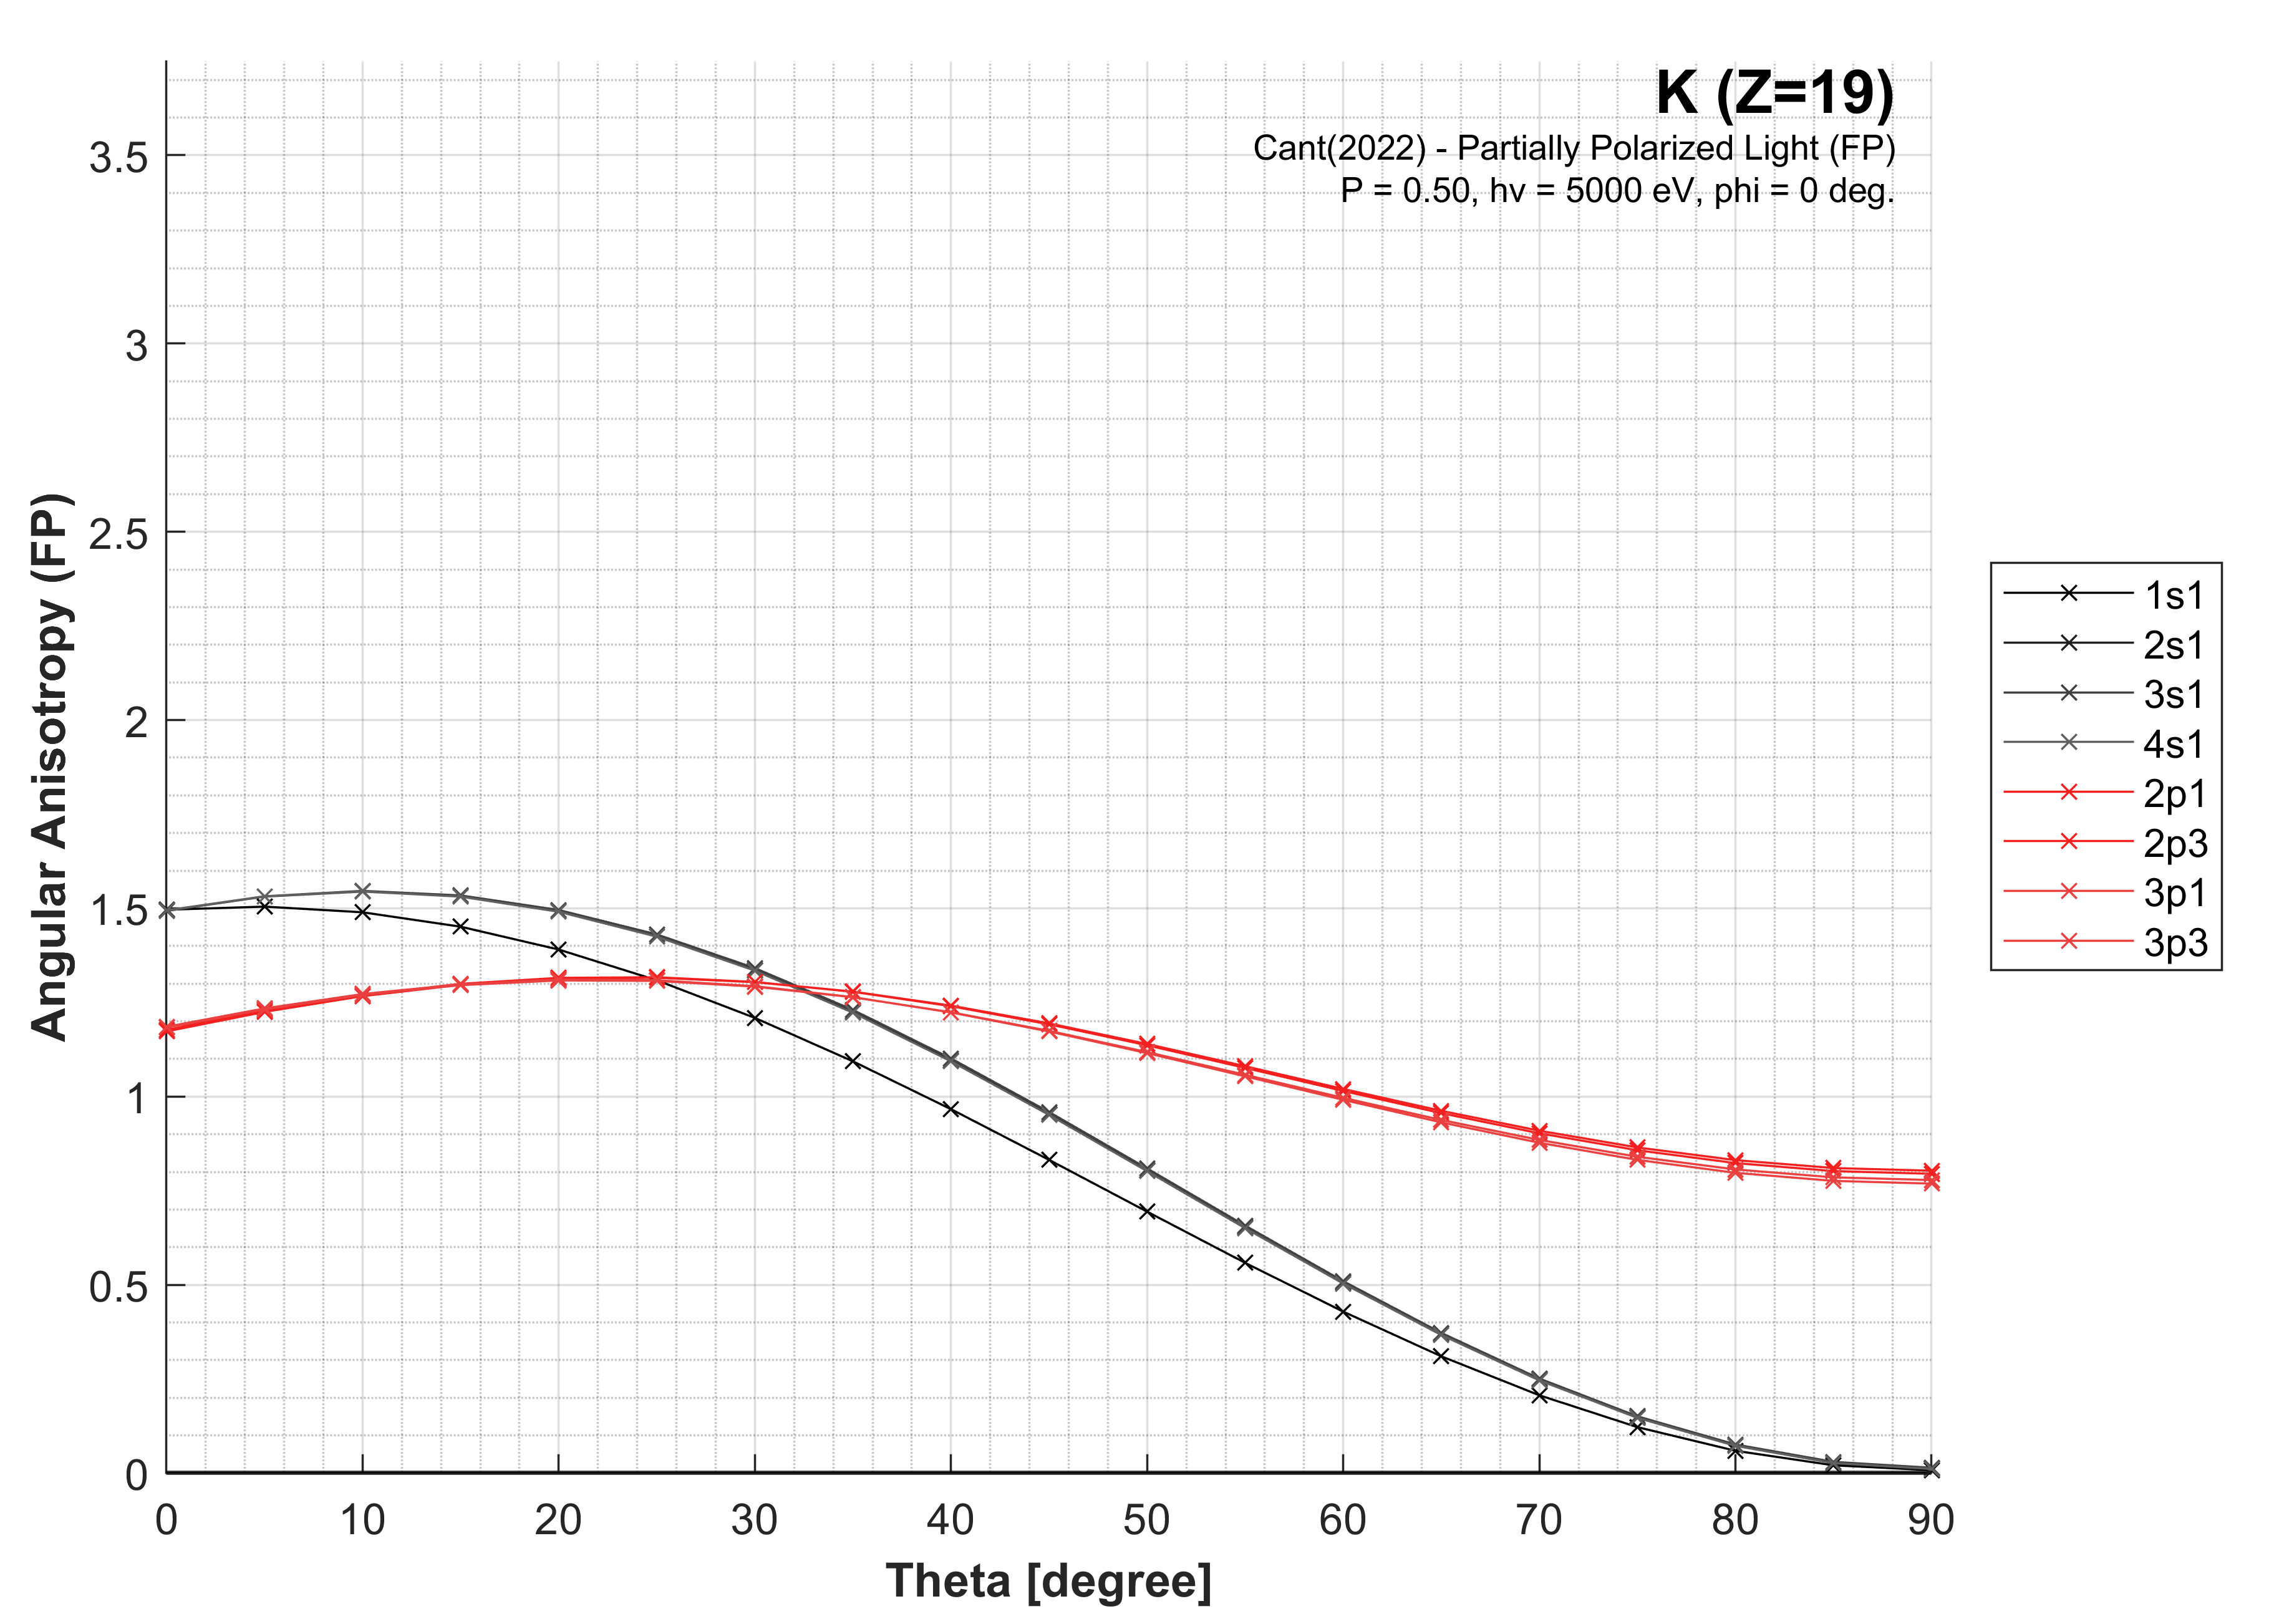 K (Z=19)
Cant(2022) - Partially Polarized Light (FP)
P = 0.50, hv = 5000 eV, phi = 0 deg.
Angular Anisotropy (FP)
3.5
3
2.5
2
1.5
1
0.5
0
0 10 20 30 40 50 60 70 80 90
Theta [degree]
1s1
2s1
3s1
4s1
2p1
2p3
3p1
3p3